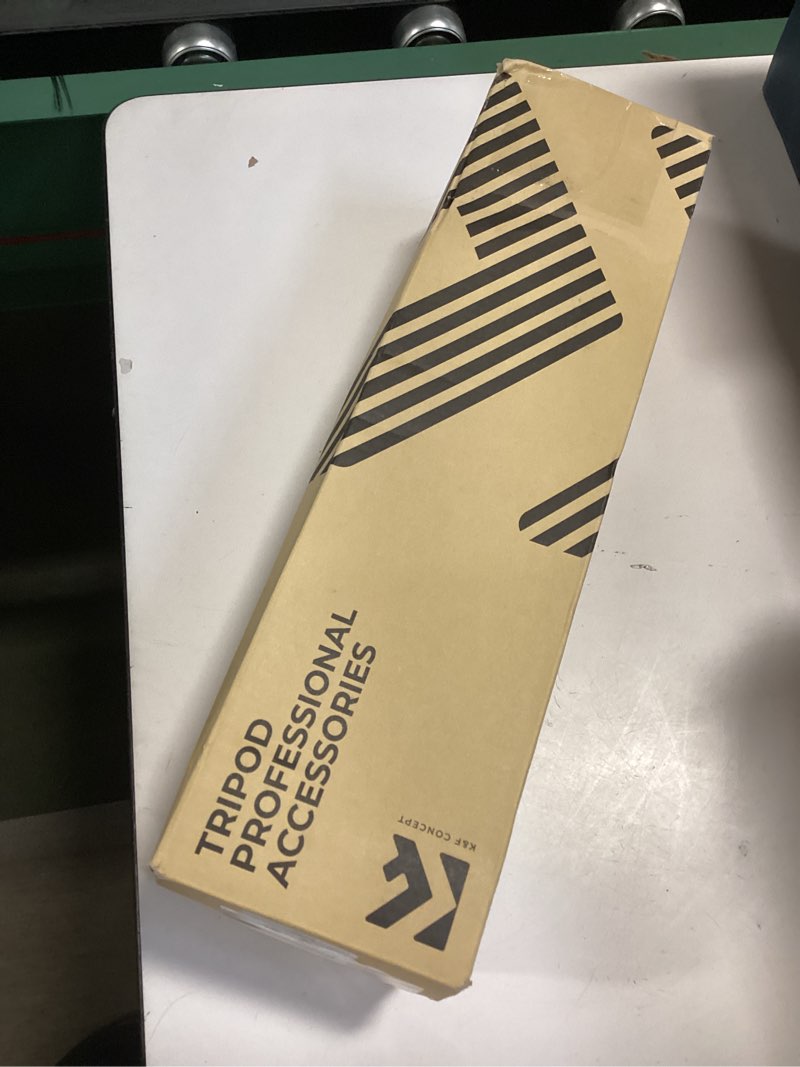 TRIPOD
PROFESSIONAL
ACCESSORIES
K&F CONCEPT